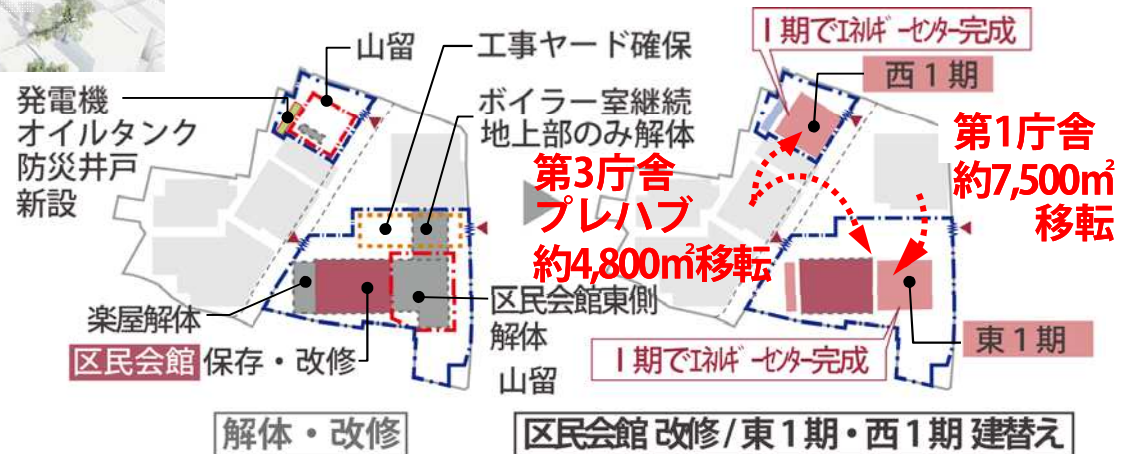 山留
工事ヤード確保
発電機
オイルタンク
防災井戸
新設
ボイラー室継続
地上部のみ解体
楽屋解体
区民会館 保存・改修
区民会館東側
解体
山留
解体・改修
Ⅰ期でエネルギーセンター完成
西1期
第3庁舎
プレハブ
約4,800㎡移転
第1庁舎
約7,500㎡
移転
東1期
Ⅰ期でエネルギーセンター完成
区民会館 改修/東1期・西1期 建替え